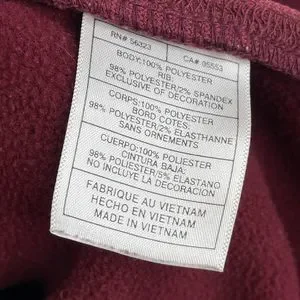 RN# 56323 CA# 05553
BODY:100% POLYESTER
RIB:
98% POLYESTER/2% SPANDEX
EXCLUSIVE OF DECORATION
CORPS:100% POLYESTER
BORD COTES:
98% POLYESTER/2% ELASTHANNE
SANS ORNEMENTS
CUERPO:100% POLIESTER
CINTURA BAJA:
98% POLIESTER/5% ELASTANO
NO INCLUYE LA DECORACION
FABRIQUE AU VIETNAM
HECHO EN VIETNAM
MADE IN VIETNAM